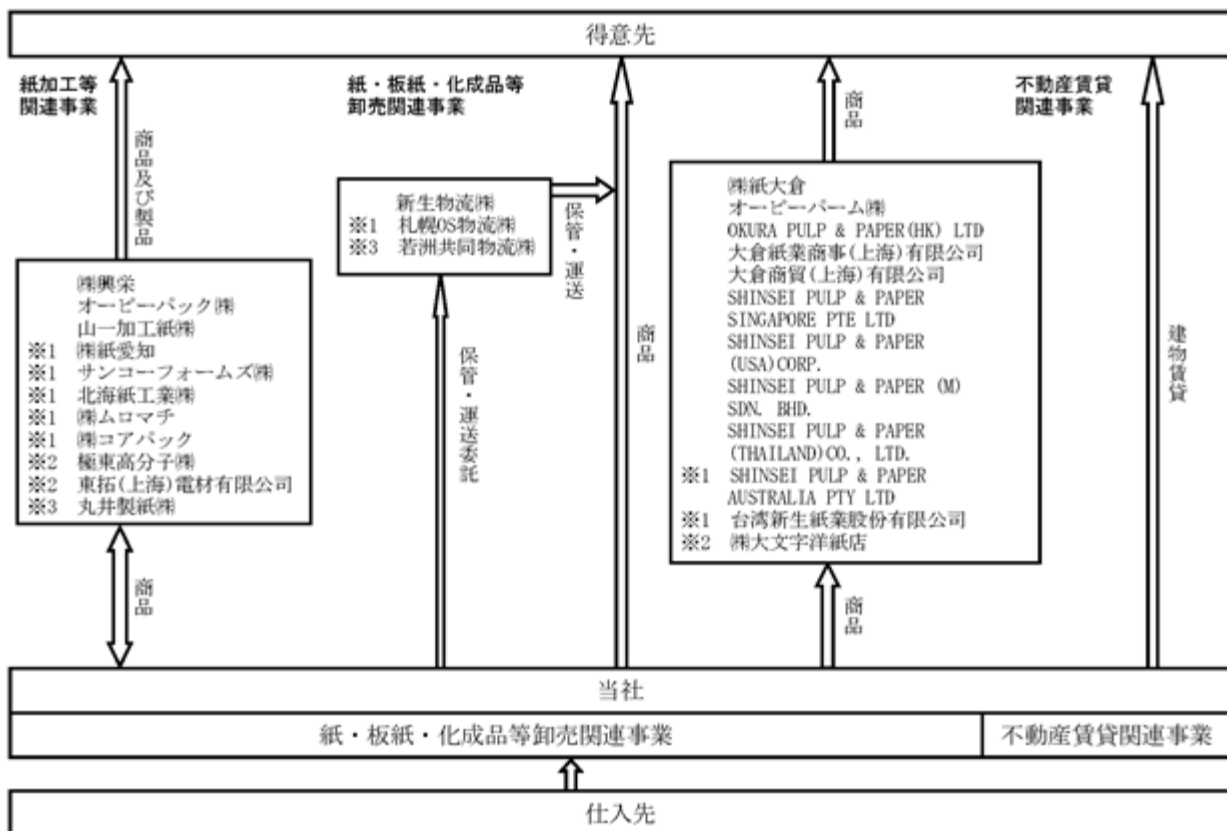 得意先
紙加工等
関連事業
商品及び製品
㈱興栄
オーピーパック㈱
山一加工紙㈱
※1 ㈱紙愛知
※1 サンコーフォームズ㈱
※1 北海紙工業㈱
※1 ㈱ムロマチ
※1 ㈱コアパック
※2 極東高分子㈱
※2 東拓(上海)電材有限公司
※3 丸井製紙㈱
商品
紙・板紙・化成品等
卸売関連事業
新生物流㈱
※1 札幌OS物流㈱
※3 若洲共同物流㈱
保管・運送
保管・運送委託
商品
商品
㈱紙大倉
オーピーパーム㈱
OKURA PULP & PAPER(HK) LTD
大倉紙業商事(上海)有限公司
大倉商貿(上海)有限公司
SHINSEI PULP & PAPER
SINGAPORE PTE LTD
SHINSEI PULP & PAPER
(USA)CORP.
SHINSEI PULP & PAPER (M)
SDN. BHD.
SHINSEI PULP & PAPER
(THAILAND)CO., LTD.
※1 SHINSEI PULP & PAPER
AUSTRALIA PTY LTD
※1 台湾新生紙業股份有限公司
※2 ㈱大文字洋紙店
商品
不動産賃貸
関連事業
建物賃貸
当社
紙・板紙・化成品等卸売関連事業
不動産賃貸関連事業
仕入先